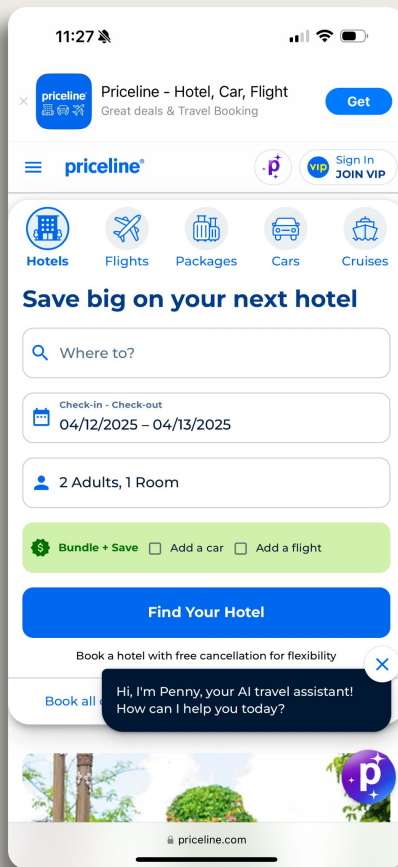 11:27
priceline®
Priceline - Hotel, Car, Flight
Great deals & Travel Booking
Get
priceline®
p
VIP
Sign In
JOIN VIP
Hotels
Flights
Packages
Cars
Cruises
Save big on your next hotel
Where to?
Check-in - Check-out
04/12/2025 – 04/13/2025
2 Adults, 1 Room
$ Bundle + Save Add a car Add a flight
Find Your Hotel
Book a hotel with free cancellation for flexibility
Hi, I'm Penny, your AI travel assistant!
How can I help you today?
Book all
p
priceline.com